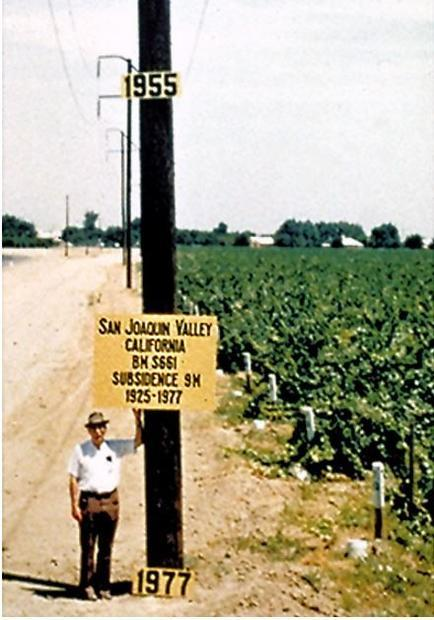 1955
SAN JOAQUIN VALLEY
CALIFORNIA
BM S661
SUBSIDENCE 9M
1925-1977
1977